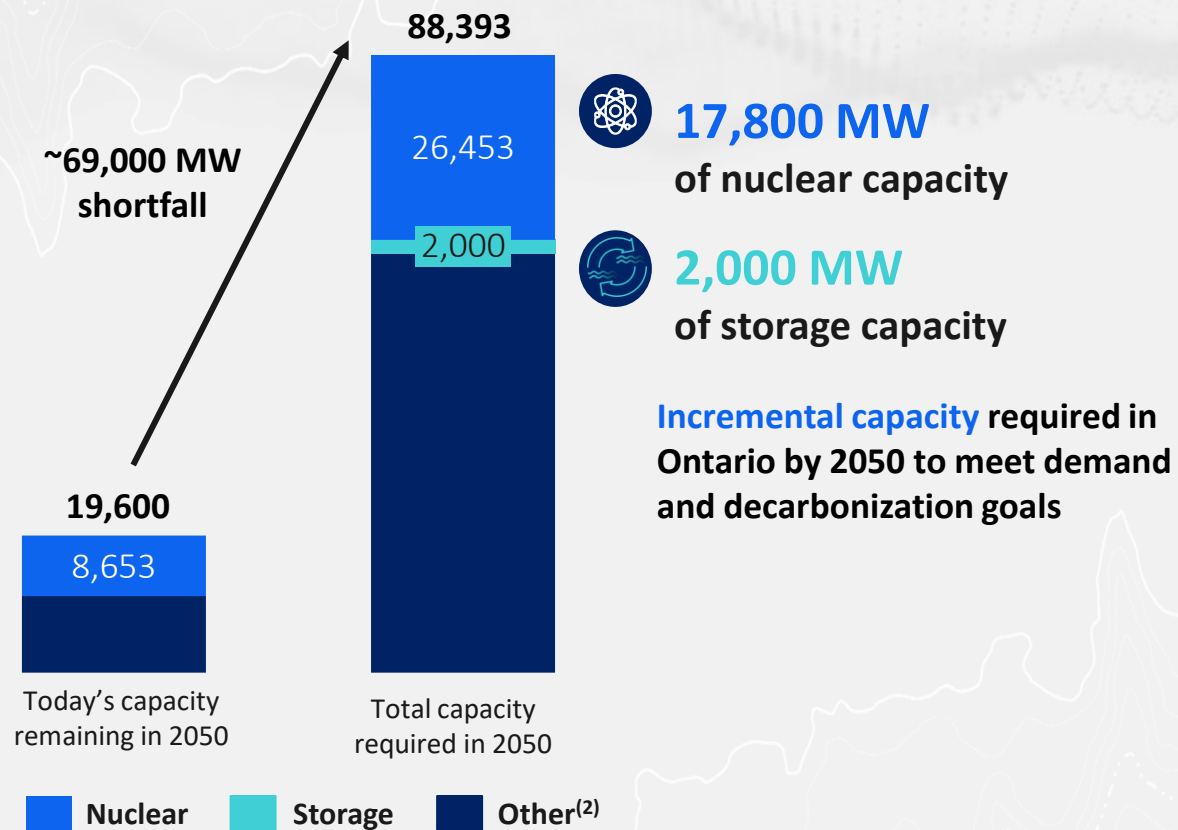 88,393
~69,000 MW
shortfall
26,453
2,000
19,600
8,653
Today’s capacity
remaining in 2050
Total capacity
required in 2050
Nuclear
Storage
Other(2)
17,800 MW
of nuclear capacity
2,000 MW
of storage capacity
Incremental capacity required in
Ontario by 2050 to meet demand
and decarbonization goals